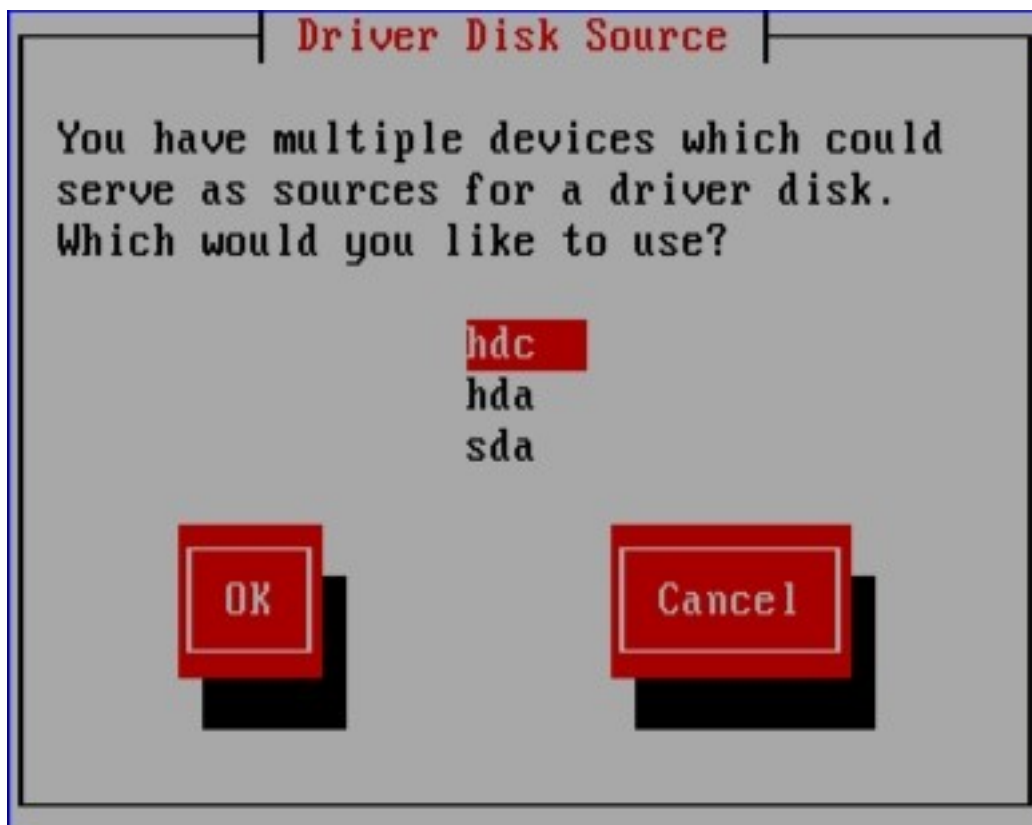 Driver Disk Source
You have multiple devices which could
serve as sources for a driver disk.
Which would you like to use?
hdc
hda
sda
OK
Cancel